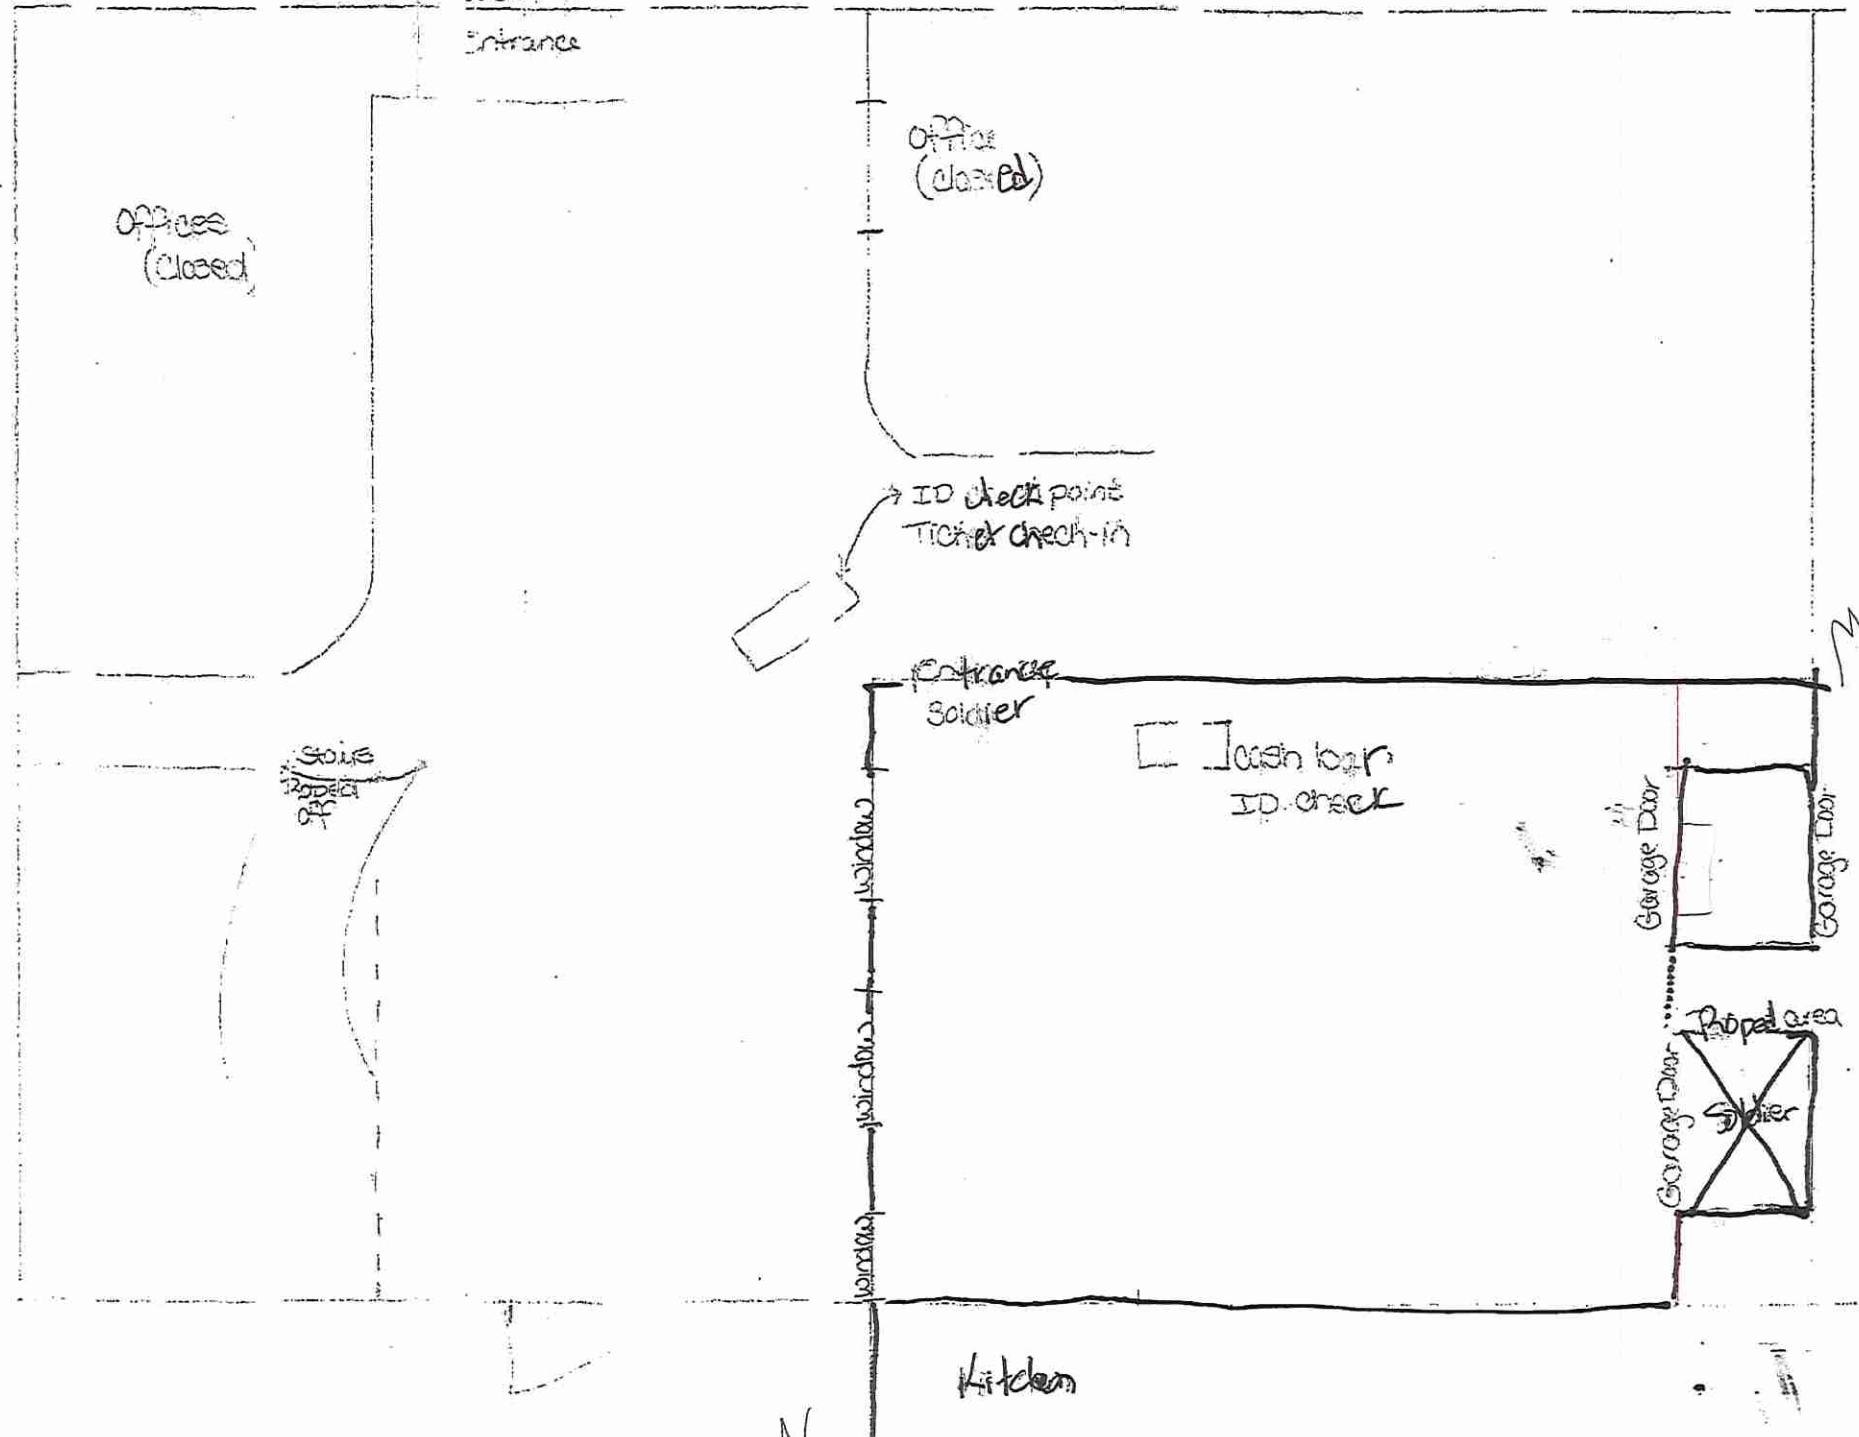 Entrance
Office
(closed)
Offices
(Closed)
ID check point
Ticket check-in
Entrance
Soldier
Stairs
Roped
off
cash bar
ID check
window
Garage Door
Garage Door
window
Roped area
Garage Door
Soldier
window
Kitchen